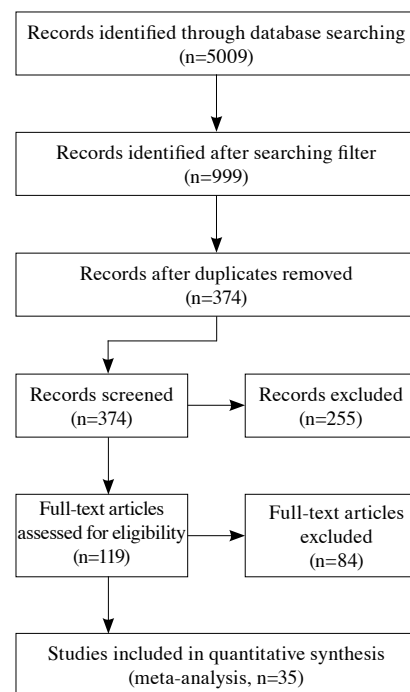 Records identified through database searching
(n=5009)
Records identified after searching filter
(n=999)
Records after duplicates removed
(n=374)
Records screened
(n=374)
Records excluded
(n=255)
Full-text articles
assessed for eligibility
(n=119)
Full-text articles
excluded
(n=84)
Studies included in quantitative synthesis
(meta-analysis, n=35)